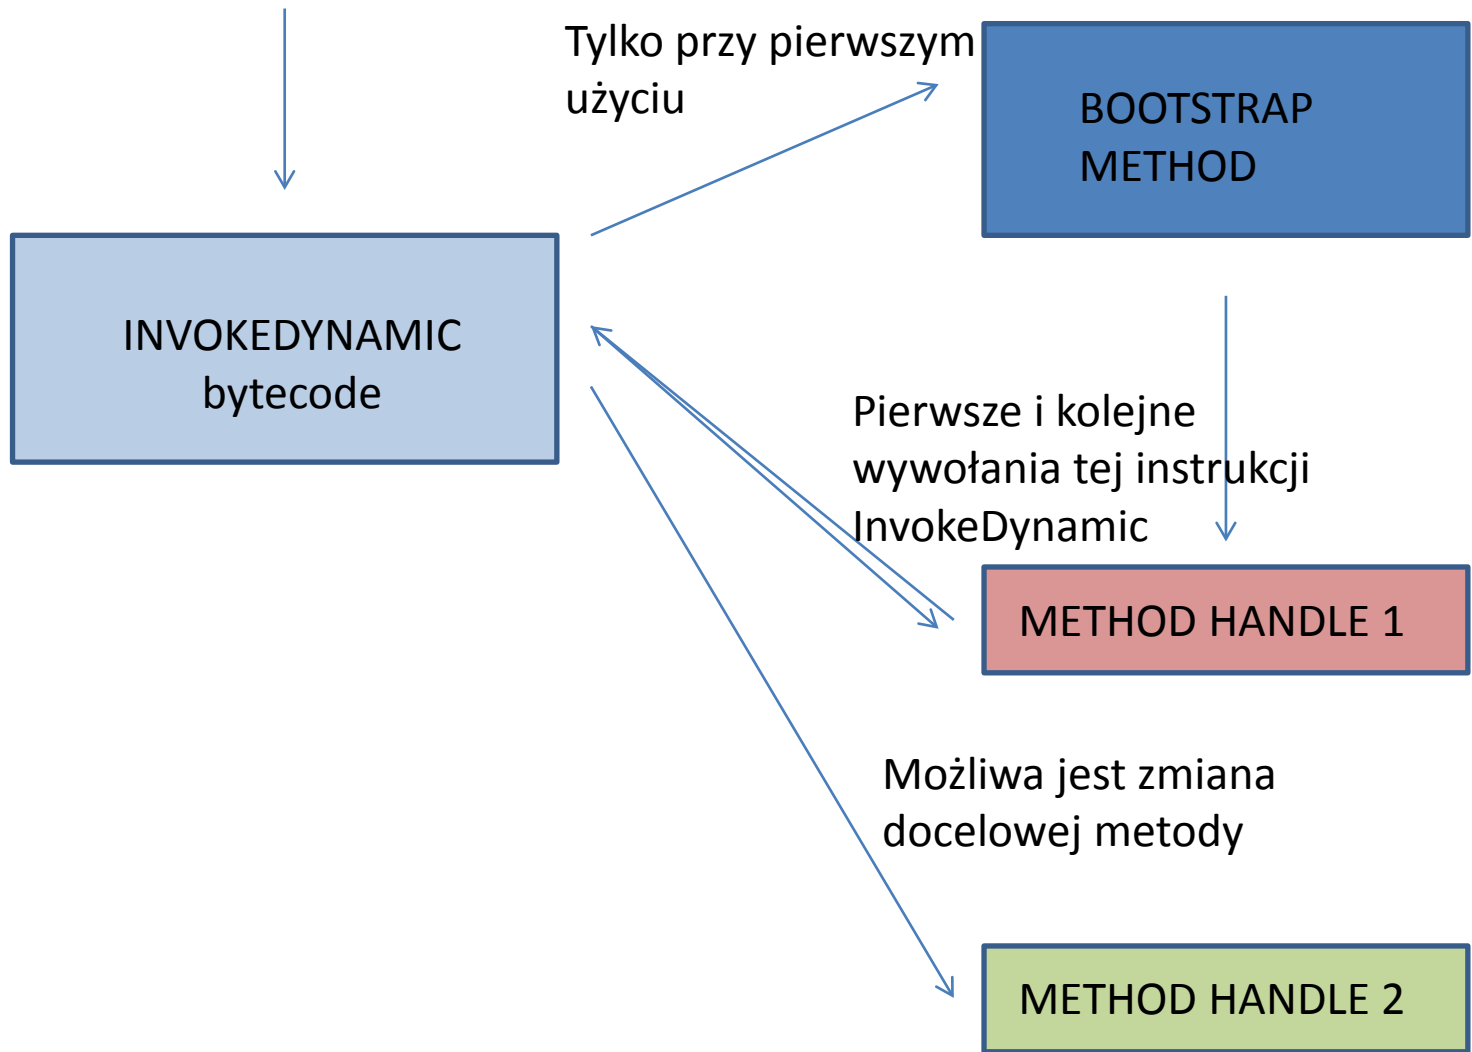 Tylko przy pierwszym
użyciu
BOOTSTRAP
METHOD
INVOKEDYNAMIC
bytecode
Pierwsze i kolejne
wywołania tej instrukcji
InvokeDynamic
METHOD HANDLE 1
Możliwa jest zmiana
docelowej metody
METHOD HANDLE 2